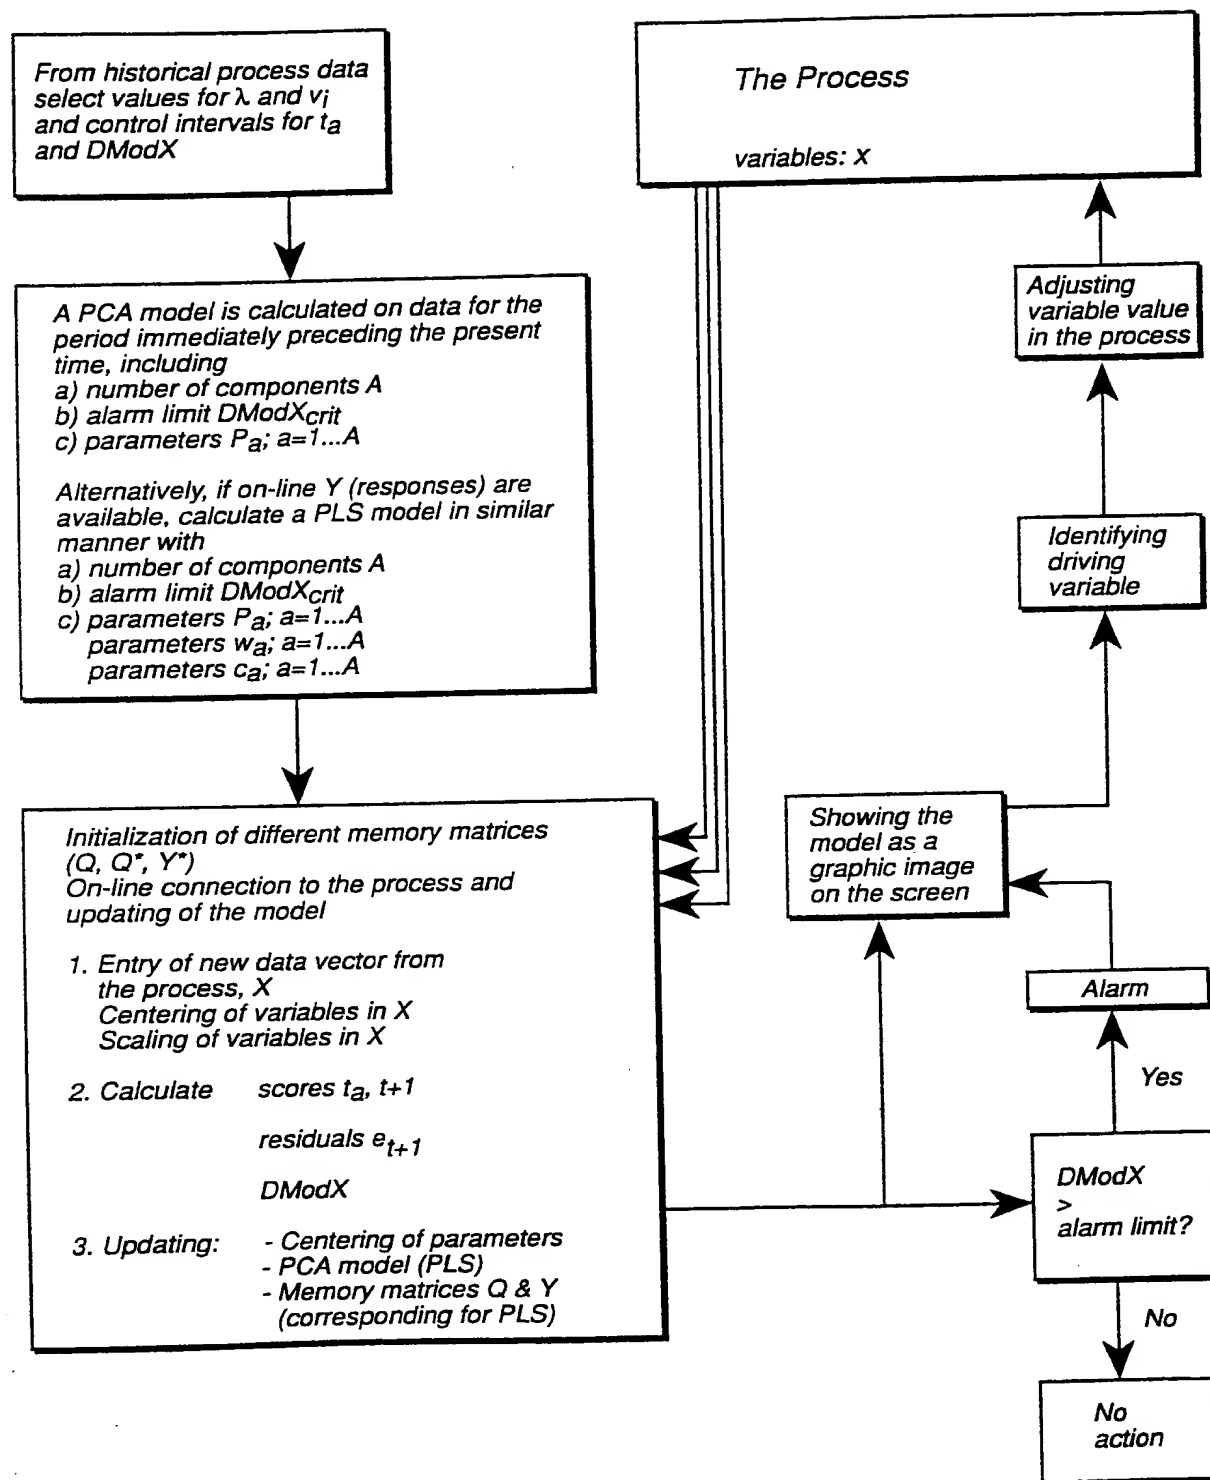 From historical process data
select values for λ and vi
and control intervals for ta
and DModX
The Process
variables: x
A PCA model is calculated on data for the
period immediately preceding the present
time, including
a) number of components A
b) alarm limit DModXcrit
c) parameters Pa; a=1...A
Alternatively, if on-line Y (responses) are
available, calculate a PLS model in similar
manner with
a) number of components A
b) alarm limit DModXcrit
c) parameters Pa; a=1...A
parameters wa; a=1...A
parameters ca; a=1...A
Adjusting
variable value
in the process
Identifying
driving
variable
Initialization of different memory matrices
(Q, Q*, Y*)
On-line connection to the process and
updating of the model
1. Entry of new data vector from
the process, X
Centering of variables in X
Scaling of variables in X
2. Calculate scores ta, t+1
residuals et+1
DModX
3. Updating: - Centering of parameters
- PCA model (PLS)
- Memory matrices Q & Y
(corresponding for PLS)
Showing the
model as a
graphic image
on the screen
Alarm
Yes
DModX
>
alarm limit?
No
No
action